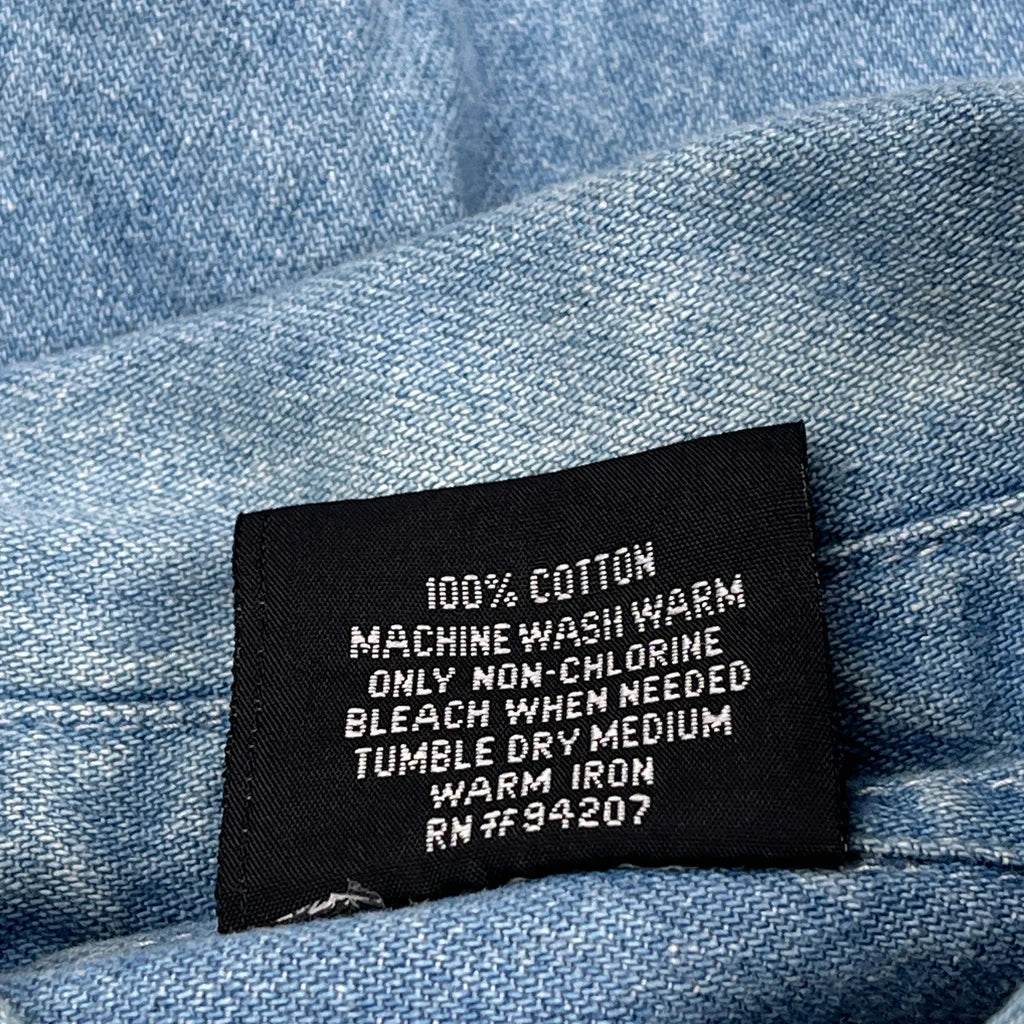 100% COTTON
MACHINE WASH WARM
ONLY NON-CHLORINE
BLEACH WHEN NEEDED
TUMBLE DRY MEDIUM
WARM IRON
RN #94207